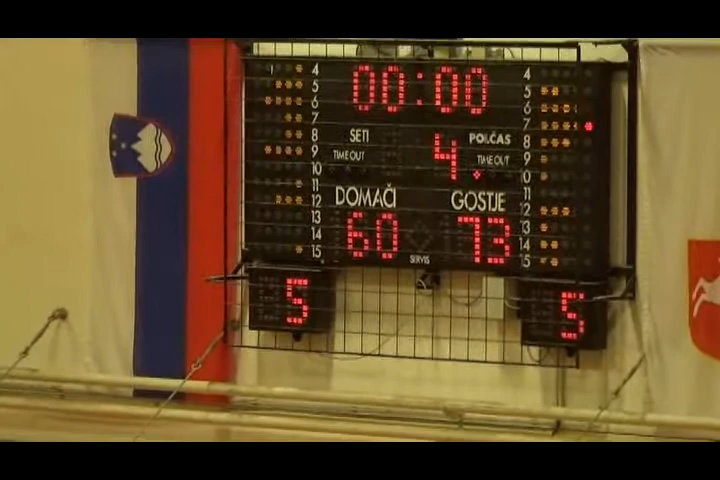 00:00
4 4
5 5
6 6
7 7
8 SETI 4 POLČAS 8
9 TIME OUT TIME OUT 9
10 10
11 11
12 DOMAČI GOSTJE 12
13 60 73 13
14 14
15 SERVIS 15
5 5